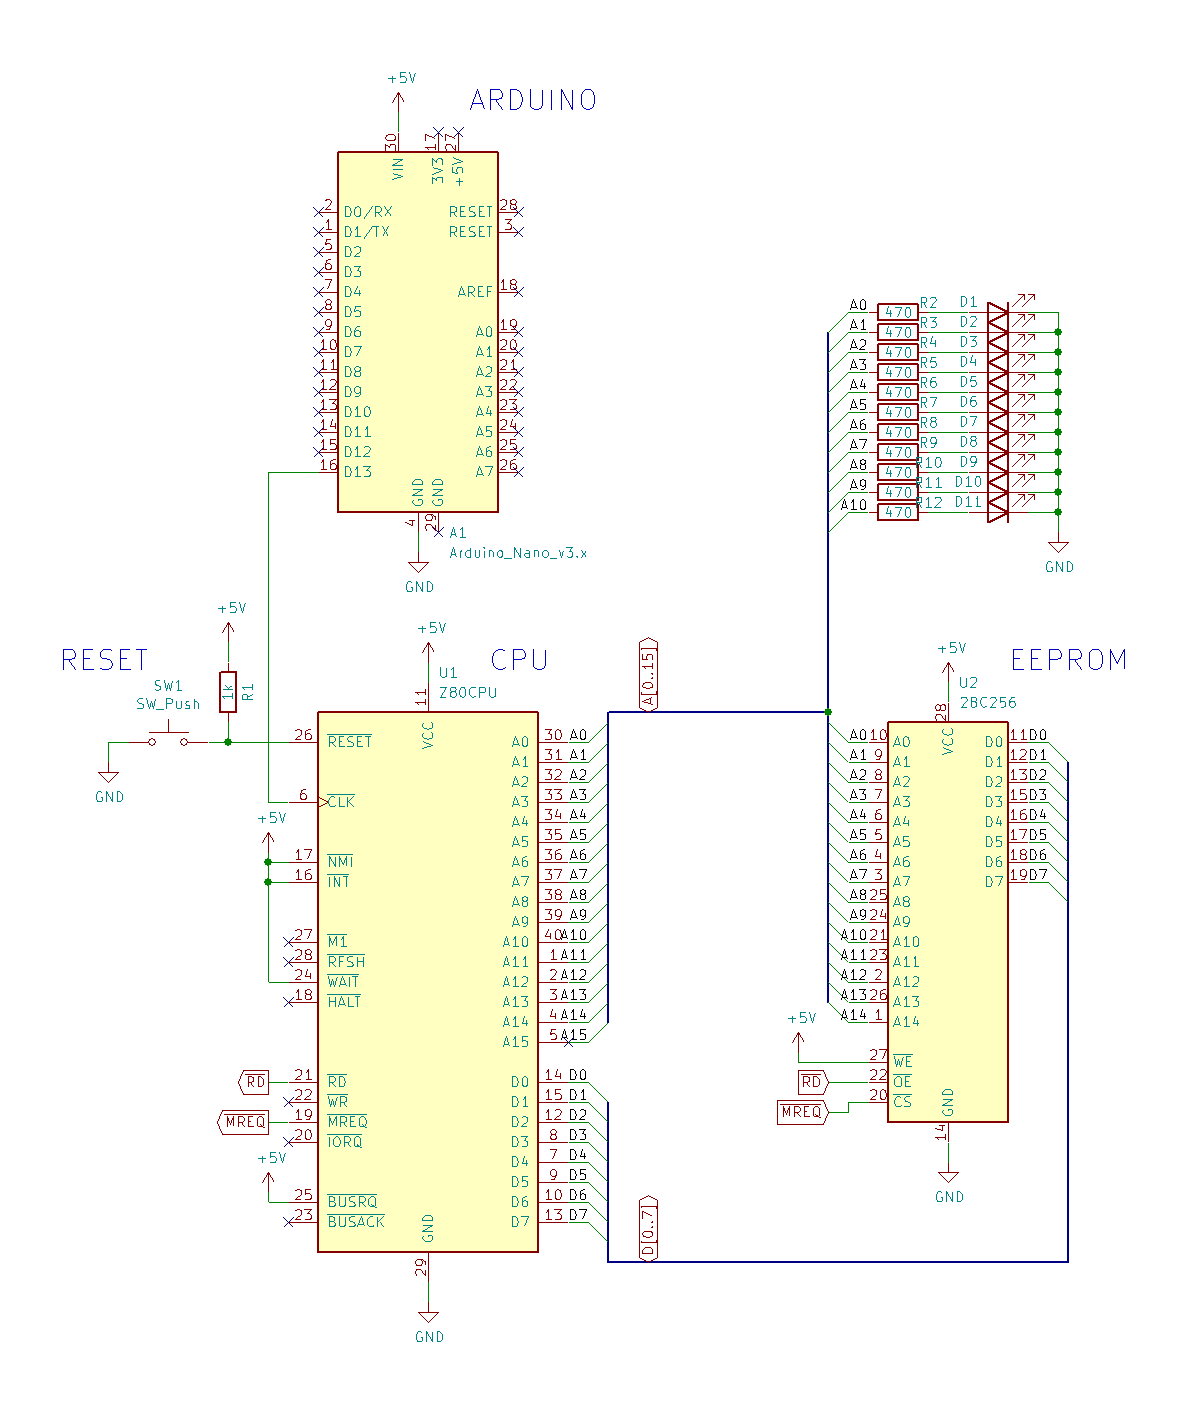 +5V
ARDUINO
30 17 27
VIN 3V3 +5V
2 D0/RX RESET 28
1 D1/TX RESET 3
5 D2
6 D3
7 D4 AREF 18
8 D5
9 D6 A0 19
10 D7 A1 20
11 D8 A2 21
12 D9 A3 22
13 D10 A4 23
14 D11 A5 24
15 D12 A6 25
16 D13 A7 26
GND GND
4 29
A1
Arduino_Nano_v3.x
GND
A0 470 R2 D1
A1 470 R3 D2
A2 470 R4 D3
A3 470 R5 D4
A4 470 R6 D5
A5 470 R7 D6
A6 470 R8 D7
A7 470 R9 D8
A8 470 R10 D9
A9 470 R11 D10
A10 470 R12 D11
GND
RESET
+5V
1k R1
SW1
SW_Push
GND
+5V
CPU
U1
Z80CPU
11
VCC
26 RESET
6 CLK
+5V
17 NMI
16 INT
27 M1
28 RFSH
24 WAIT
18 HALT
RD 21 RD
22 WR
MREQ 19 MREQ
20 IORQ
+5V
25 BUSRQ
23 BUSACK
A0 30 A0
A1 31 A1
A2 32 A2
A3 33 A3
A4 34 A4
A5 35 A5
A6 36 A6
A7 37 A7
A8 38 A8
A9 39 A9
A10 40 A10
A11 1 A11
A12 2 A12
A13 3 A13
A14 4 A14
A15 5 A15
D0 14 D0
D1 15 D1
D2 12 D2
D3 8 D3
D4 7 D4
D5 9 D5
D6 10 D6
D7 13 D7
GND
29
GND
A[0..15]
D[0..7]
+5V
EEPROM
U2
28C256
28
VCC
A0 10 A0
A1 9 A1
A2 8 A2
A3 7 A3
A4 6 A4
A5 5 A5
A6 4 A6
A7 3 A7
A8 25 A8
A9 24 A9
A10 21 A10
A11 23 A11
A12 2 A12
A13 26 A13
A14 1 A14
+5V
27 WE
RD 22 OE
MREQ 20 CS
D0 11 D0
D1 12 D1
D2 13 D2
D3 15 D3
D4 16 D4
D5 17 D5
D6 18 D6
D7 19 D7
GND
14
GND